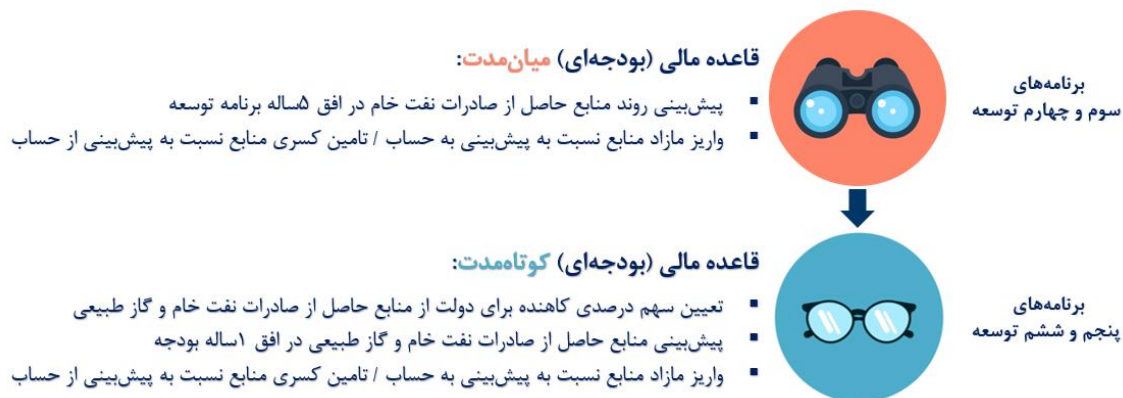 برنامه‌های
سوم و چهارم توسعه
قاعده مالی (بودجه‌ای) میان‌مدت:
▪ پیش‌بینی روند منابع حاصل از صادرات نفت خام در افق ۵ساله برنامه توسعه
▪ واریز مازاد منابع نسبت به پیش‌بینی به حساب / تامین کسری منابع نسبت به پیش‌بینی از حساب
برنامه‌های
پنجم و ششم توسعه
قاعده مالی (بودجه‌ای) کوتاه‌مدت:
▪ تعیین سهم درصدی کاهنده برای دولت از منابع حاصل از صادرات نفت خام و گاز طبیعی
▪ پیش‌بینی منابع حاصل از صادرات نفت خام و گاز طبیعی در افق ۱ساله بودجه
▪ واریز مازاد منابع نسبت به پیش‌بینی به حساب / تامین کسری منابع نسبت به پیش‌بینی از حساب